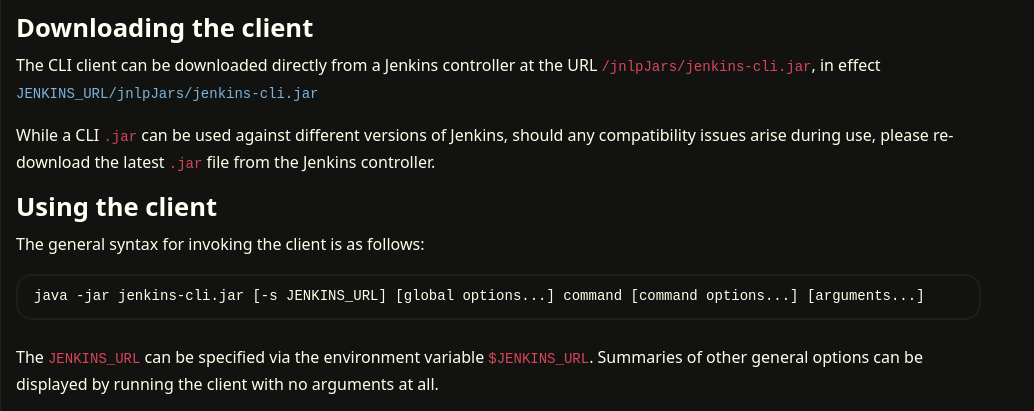 Downloading the client
The CLI client can be downloaded directly from a Jenkins controller at the URL /jnlpJars/jenkins-cli.jar, in effect
JENKINS_URL/jnlpJars/jenkins-cli.jar
While a CLI .jar can be used against different versions of Jenkins, should any compatibility issues arise during use, please re-
download the latest .jar file from the Jenkins controller.
Using the client
The general syntax for invoking the client is as follows:
java -jar jenkins-cli.jar [-s JENKINS_URL] [global options...] command [command options...] [arguments...]
The JENKINS_URL can be specified via the environment variable $JENKINS_URL. Summaries of other general options can be
displayed by running the client with no arguments at all.